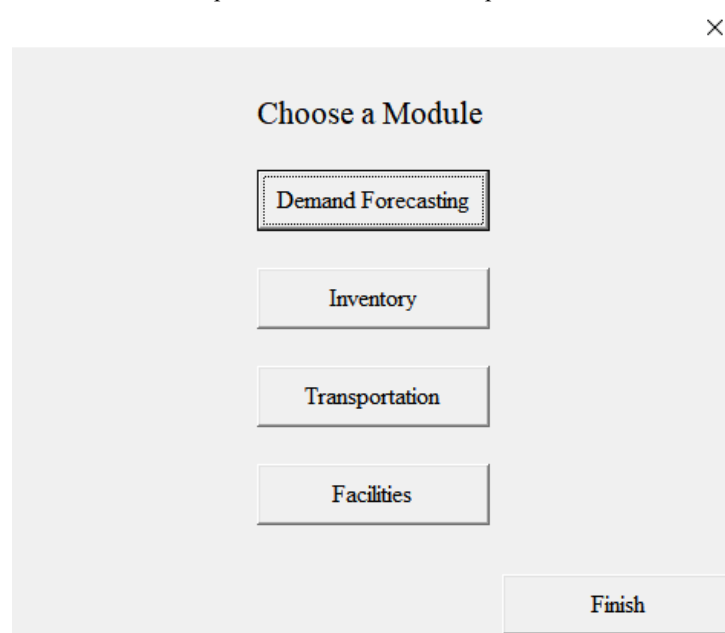 Choose a Module
Demand Forecasting
Inventory
Transportation
Facilities
Finish